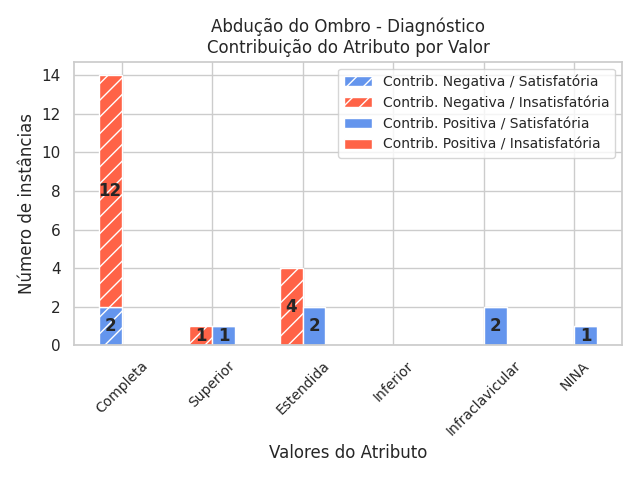 Abdução do Ombro - Diagnóstico
Contribuição do Atributo por Valor
Contrib. Negativa / Satisfatória
Contrib. Negativa / Insatisfatória
Contrib. Positiva / Satisfatória
Contrib. Positiva / Insatisfatória
Número de instâncias
14
12
10
8
6
4
2
0
12
2
1
1
4
2
2
1
Completa
Superior
Estendida
Inferior
Infraclavicular
NINA
Valores do Atributo